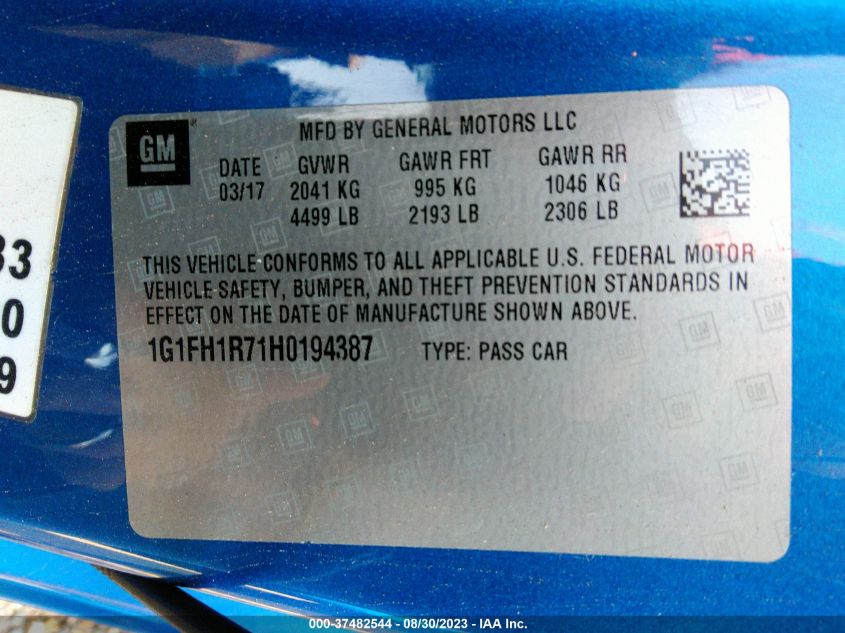 33
0
9
GM
MFD BY GENERAL MOTORS LLC
DATE GVWR GAWR FRT GAWR RR
03/17 2041 KG 995 KG 1046 KG
4499 LB 2193 LB 2306 LB
THIS VEHICLE CONFORMS TO ALL APPLICABLE U.S. FEDERAL MOTOR
VEHICLE SAFETY, BUMPER, AND THEFT PREVENTION STANDARDS IN
EFFECT ON THE DATE OF MANUFACTURE SHOWN ABOVE.
1G1FH1R71H0194387 TYPE: PASS CAR
000-37482544 - 08/30/2023 - IAA Inc.